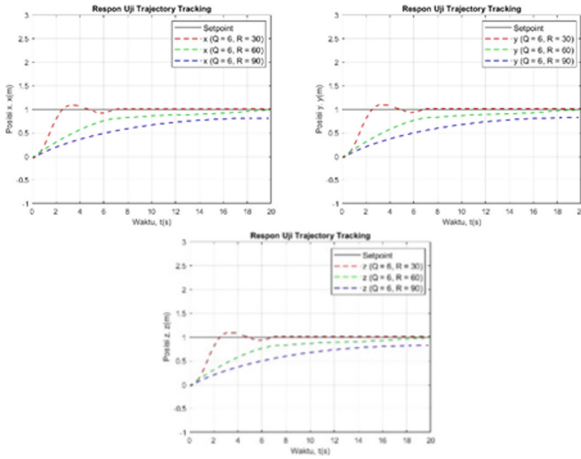 Respon Uji Trajectory Tracking
3
2.5
2
1.5
1
0.5
0
-0.5
-1
Posisi x, x(m)
Setpoint
x (Q = 6, R = 30)
x (Q = 6, R = 60)
x (Q = 6, R = 90)
0 2 4 6 8 10 12 14 16 18 20
Waktu, t(s)
Respon Uji Trajectory Tracking
3
2.5
2
1.5
1
0.5
0
-0.5
-1
Posisi y, y(m)
Setpoint
y (Q = 6, R = 30)
y (Q = 6, R = 60)
y (Q = 6, R = 90)
0 2 4 6 8 10 12 14 16 18 20
Waktu, t(s)
Respon Uji Trajectory Tracking
3
2.5
2
1.5
1
0.5
0
-0.5
-1
Posisi z, z(m)
Setpoint
z (Q = 6, R = 30)
z (Q = 6, R = 60)
z (Q = 6, R = 90)
0 2 4 6 8 10 12 14 16 18 20
Waktu, t(s)